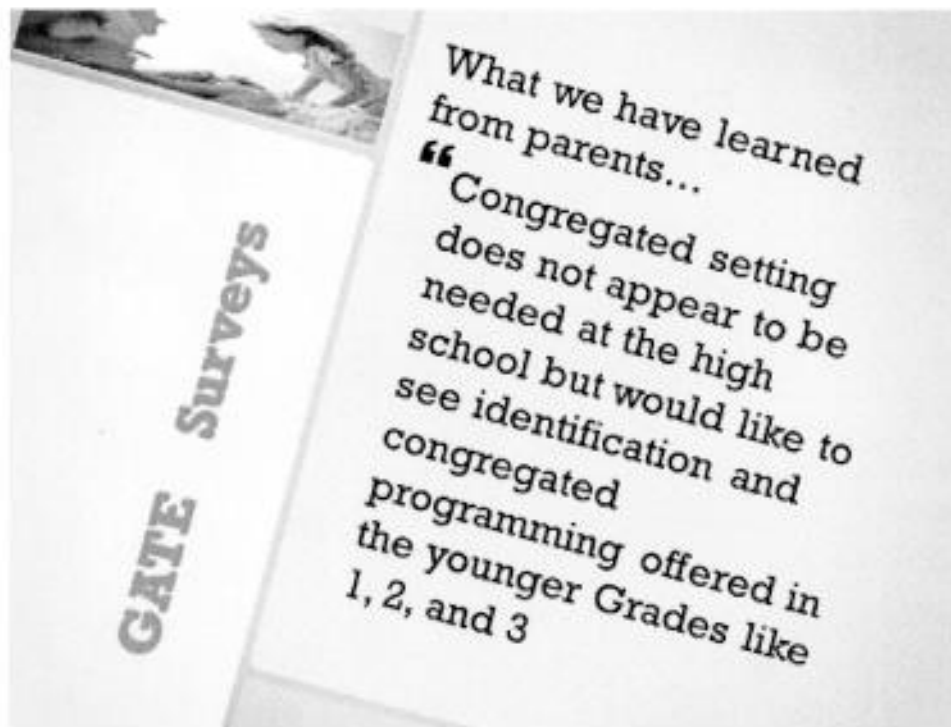 What we have learned
from parents...
“Congregated setting
does not appear to be
needed at the high
school but would like to
see identification and
congregated
programming offered in
the younger Grades like
1, 2, and 3
GATE Surveys